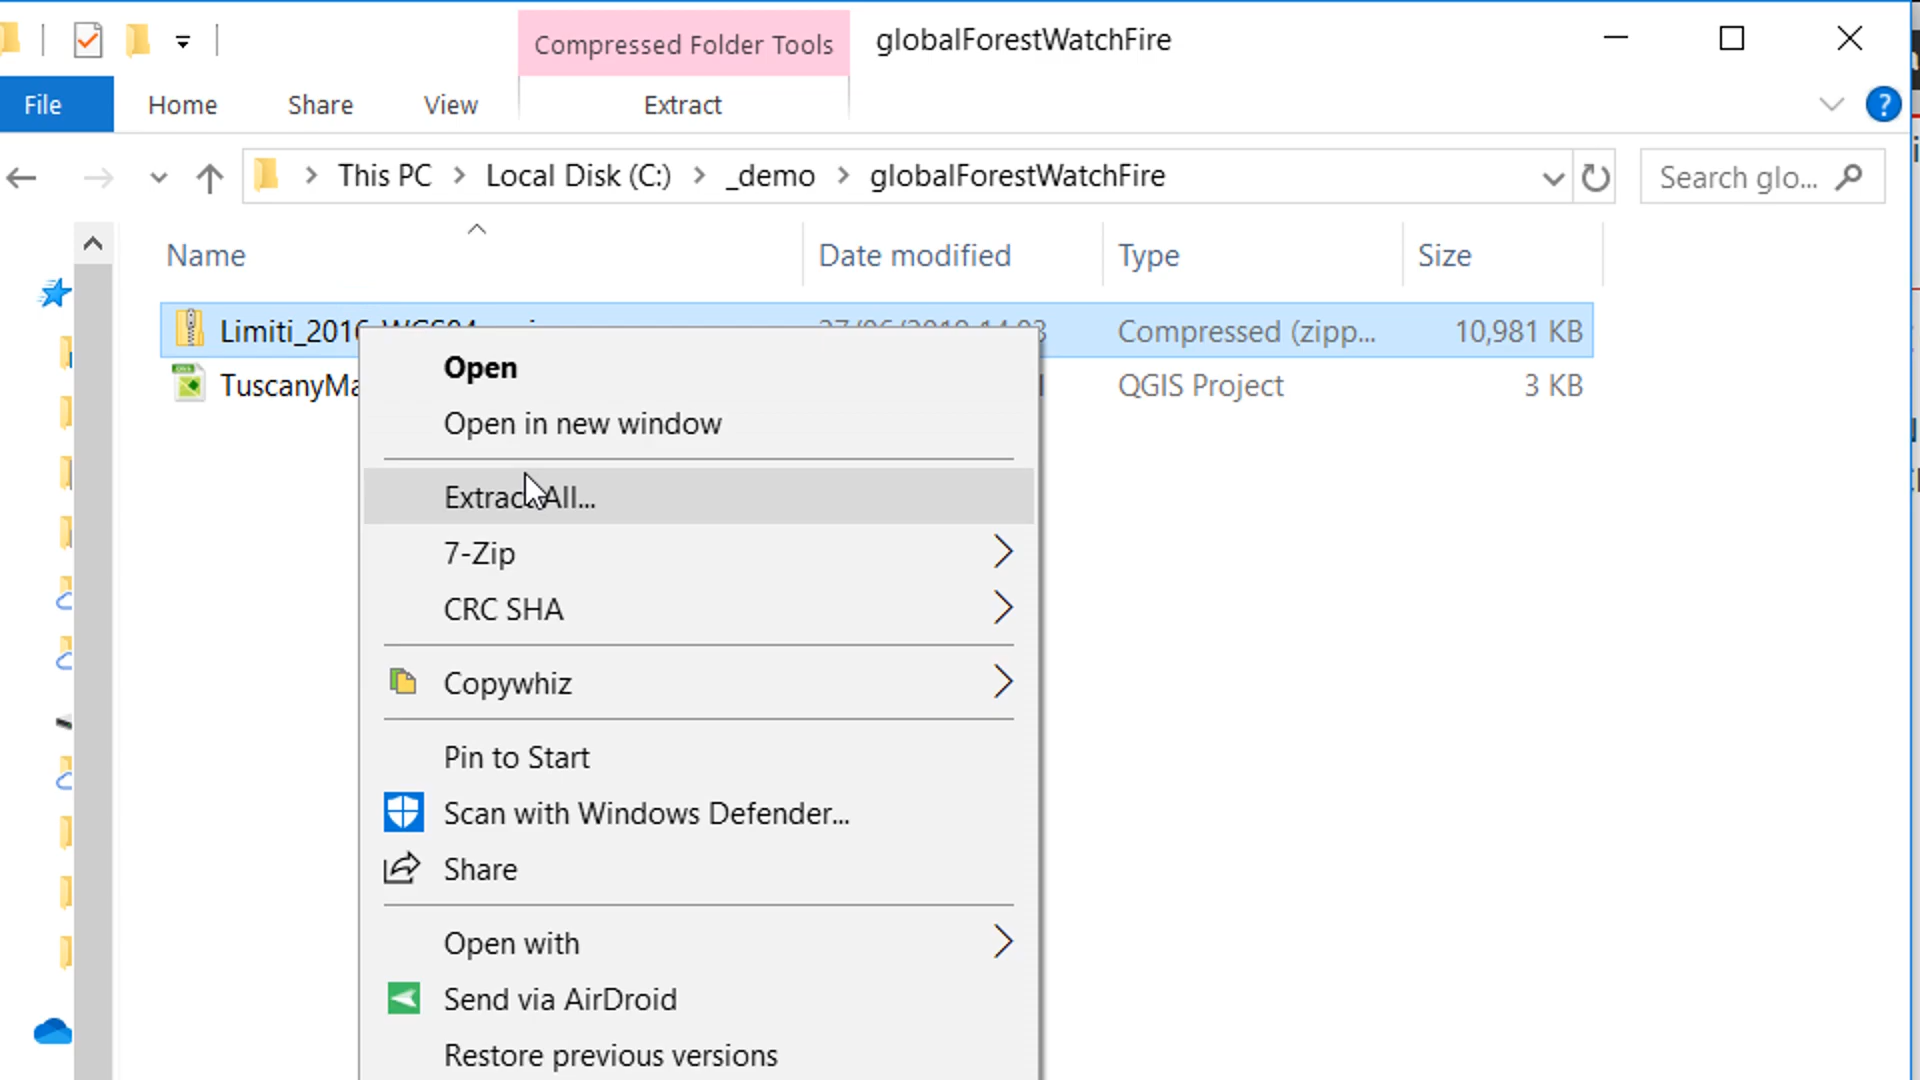 Compressed Folder Tools
globalForestWatchFire
File
Home
Share
View
Extract
This PC
Local Disk (C:)
_demo
globalForestWatchFire
Search glo...
Name
Date modified
Type
Size
Limiti_2016
Compressed (zipp...
10,981 KB
TuscanyMa
QGIS Project
3 KB
Open
Open in new window
Extract All...
7-Zip
CRC SHA
Copywhiz
Pin to Start
Scan with Windows Defender...
Share
Open with
Send via AirDroid
Restore previous versions